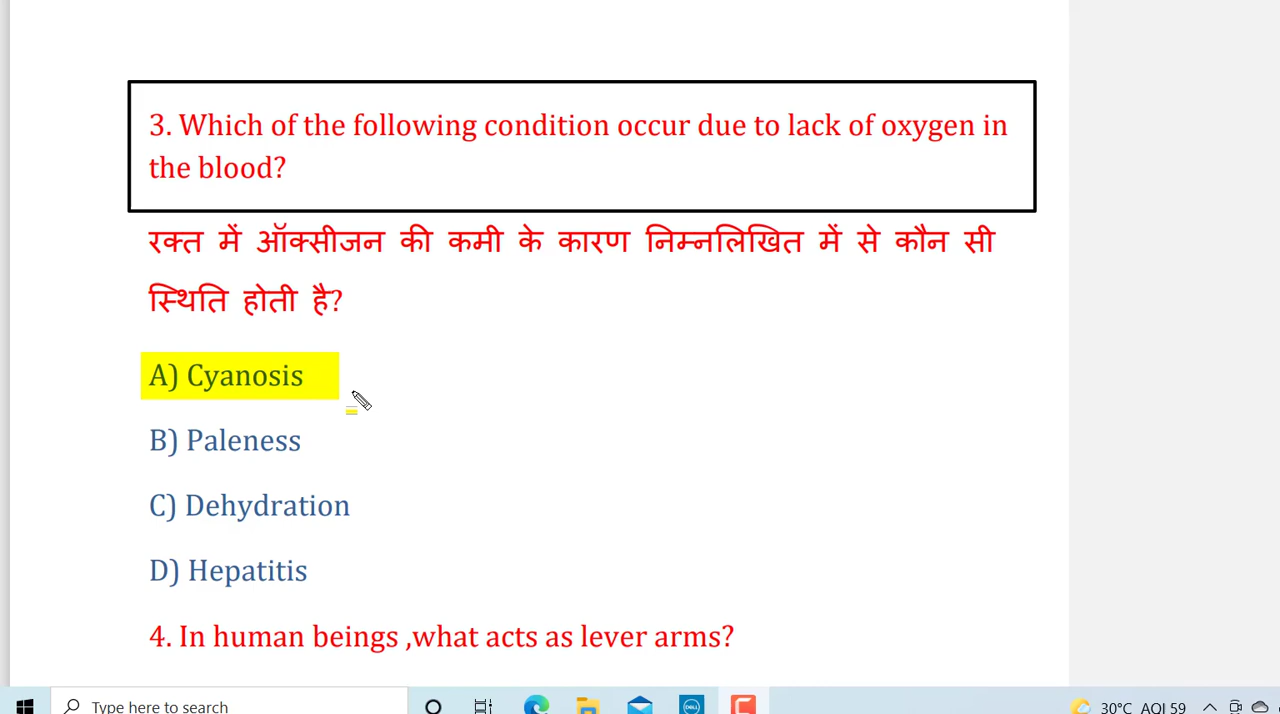 3. Which of the following condition occur due to lack of oxygen in
the blood?
रक्त में ऑक्सीजन की कमी के कारण निम्नलिखित में से कौन सी
स्थिति होती है?
A) Cyanosis
B) Paleness
C) Dehydration
D) Hepatitis
4. In human beings ,what acts as lever arms?
Type here to search
DELL
30°C AQI 59